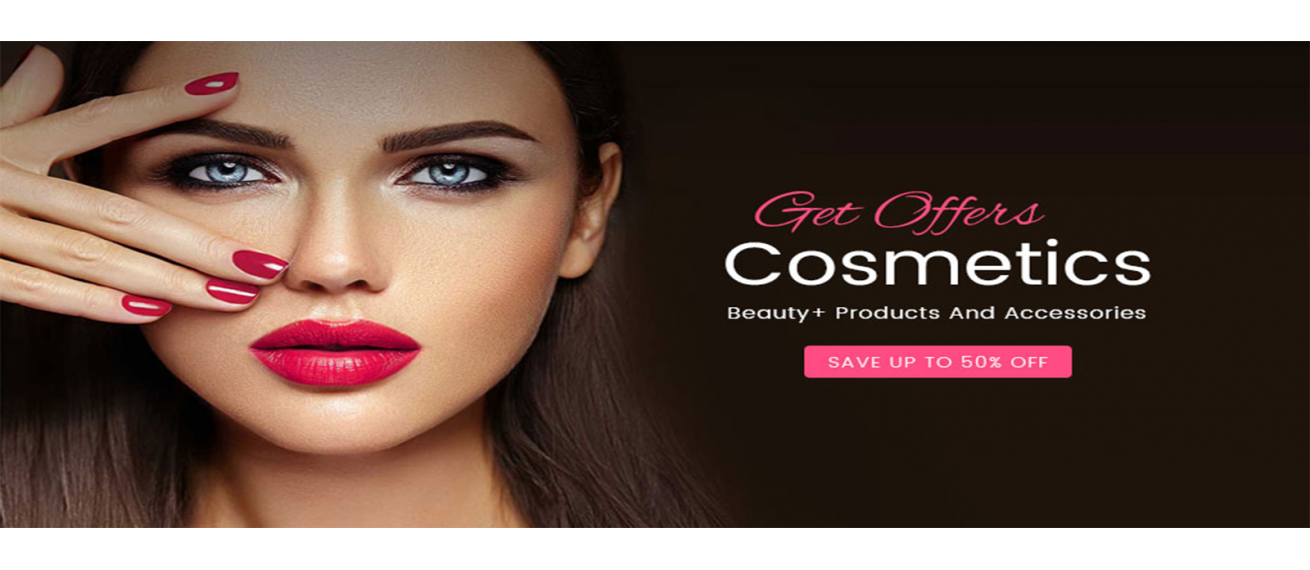 Get Offers
Cosmetics
Beauty+ Products And Accessories
SAVE UP TO 50% OFF